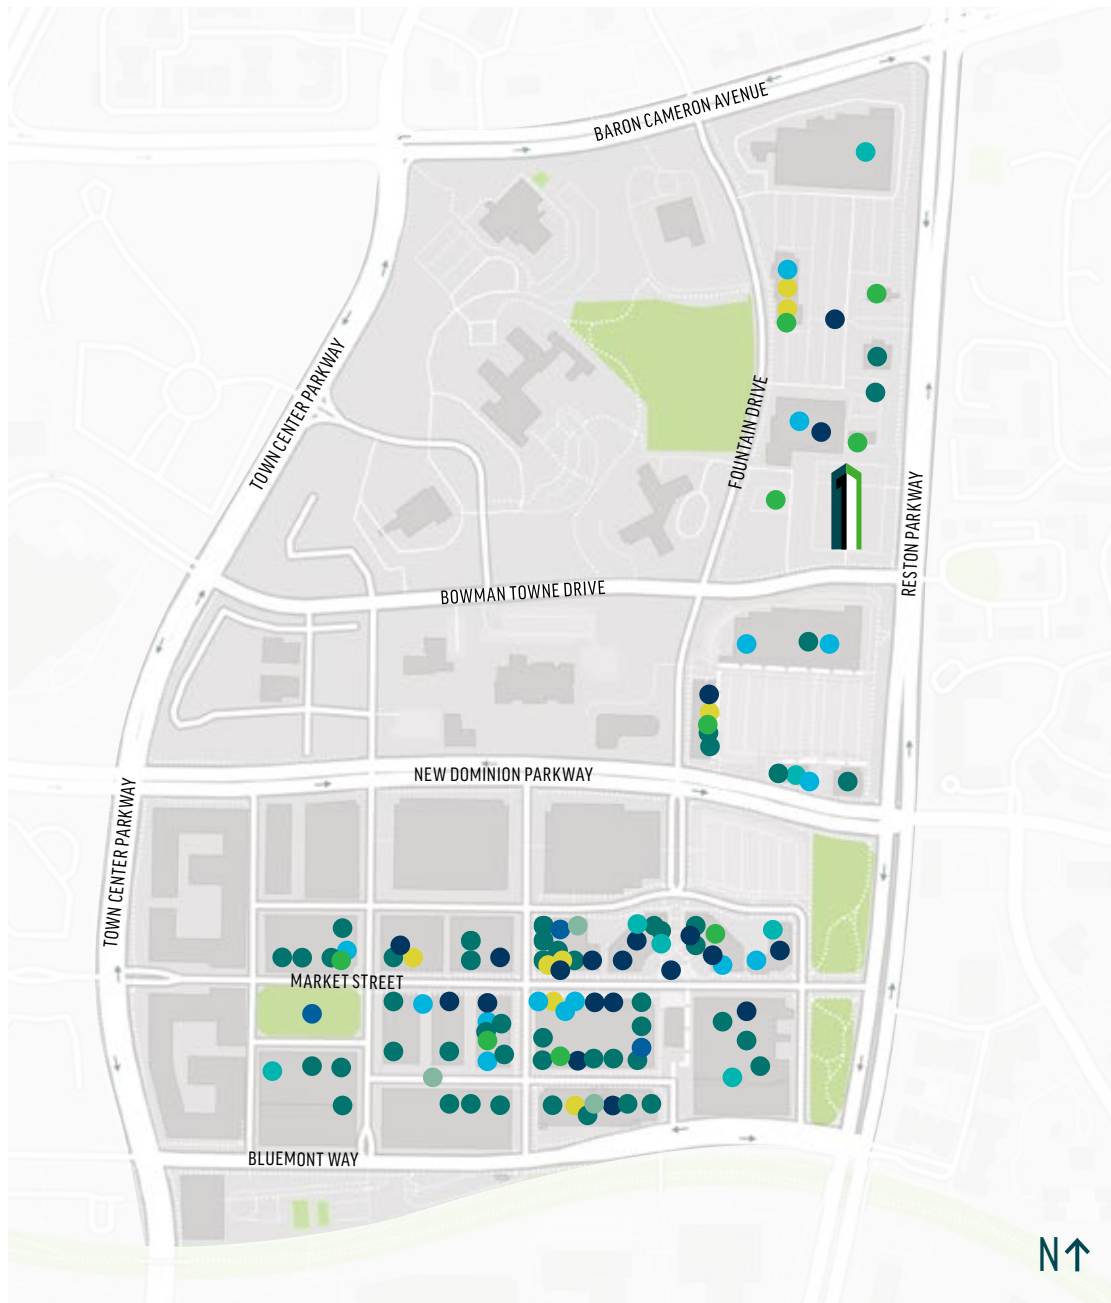 BARON CAMERON AVENUE
TOWN CENTER PARKWAY
FOUNTAIN DRIVE
1
RESTON PARKWAY
BOWMAN TOWNE DRIVE
NEW DOMINION PARKWAY
TOWN CENTER PARKWAY
MARKET STREET
BLUEMONT WAY
N